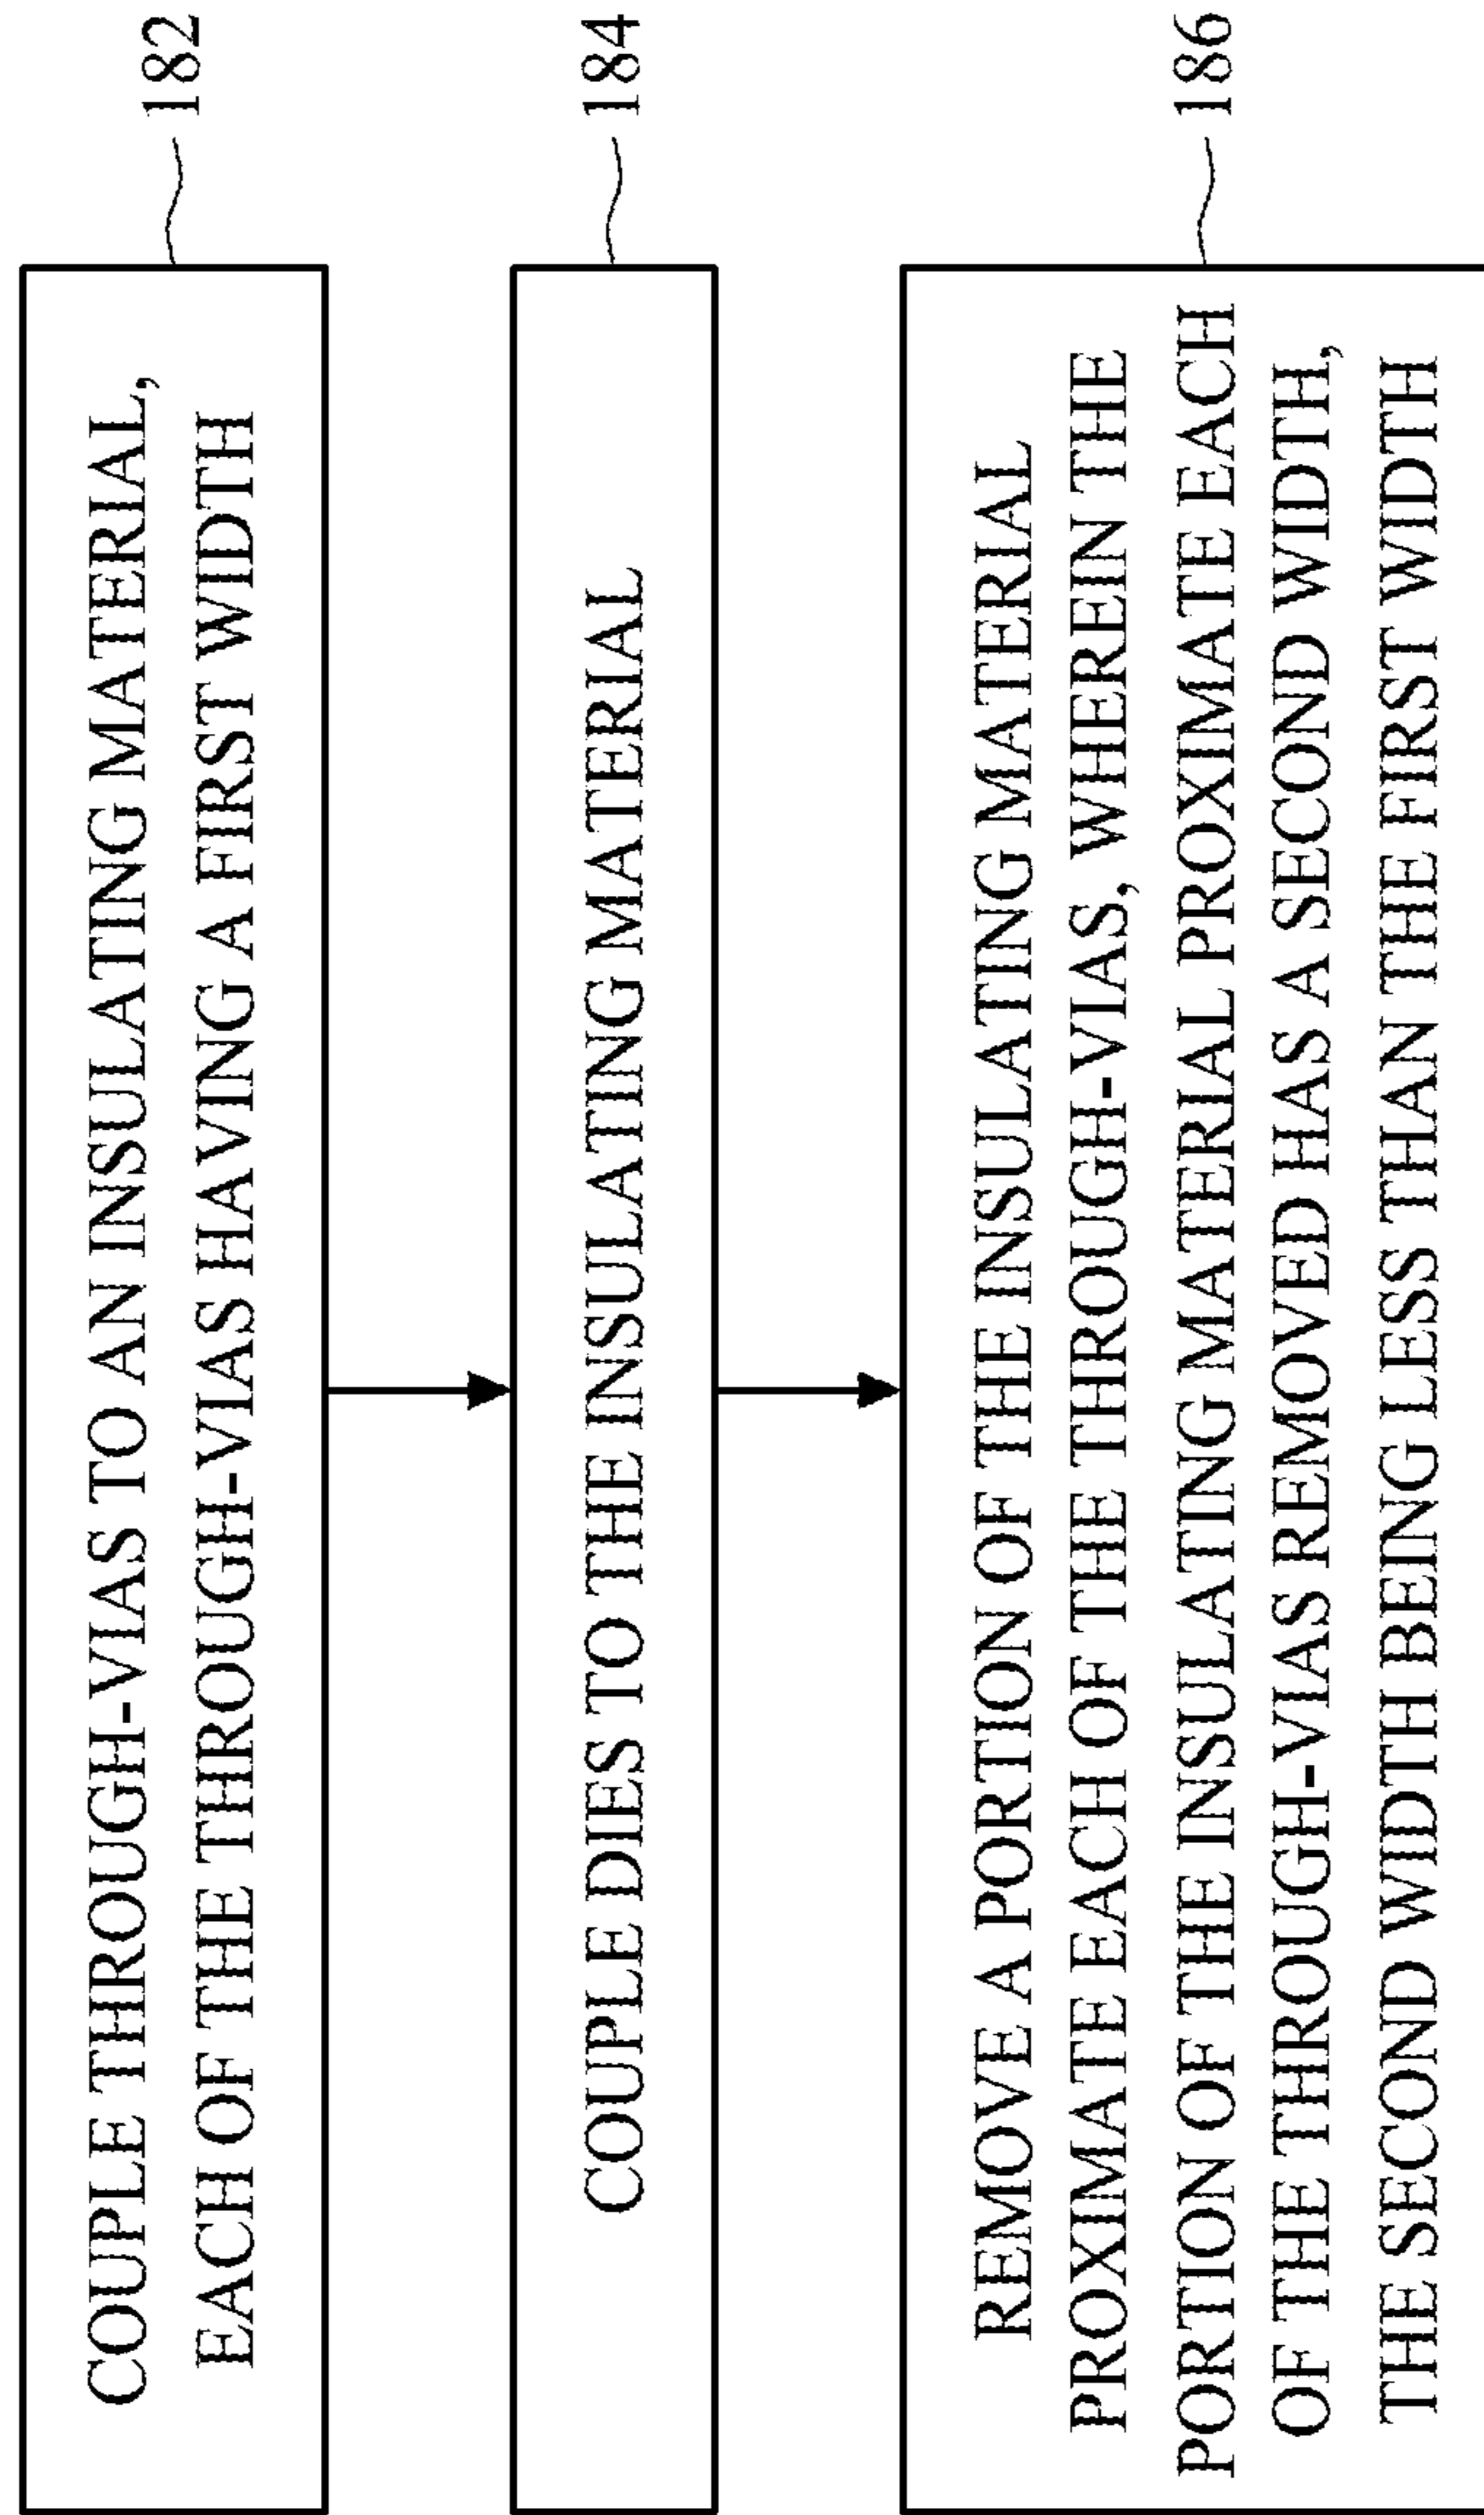 COUPLE THROUGH-VIAS TO AN INSULATING MATERIAL,
EACH OF THE THROUGH-VIAS HAVING A FIRST WIDTH
182
COUPLE DIES TO THE INSULATING MATERIAL
184
REMOVE A PORTION OF THE INSULATING MATERIAL
PROXIMATE EACH OF THE THROUGH-VIAS, WHEREIN THE
PORTION OF THE INSULATING MATERIAL PROXIMATE EACH
OF THE THROUGH-VIAS REMOVED HAS A SECOND WIDTH,
THE SECOND WIDTH BEING LESS THAN THE FIRST WIDTH
186